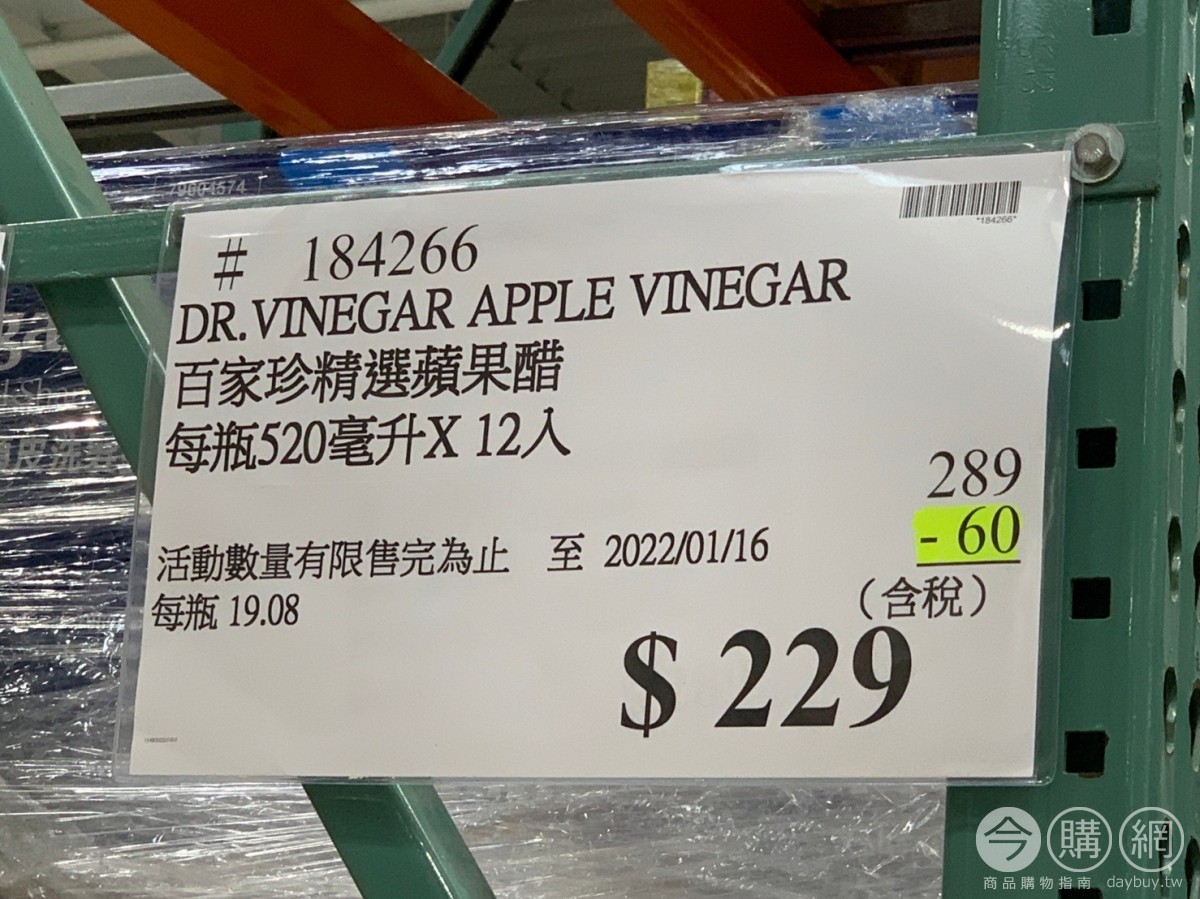 79604574
# 184266
*184266*
DR.VINEGAR APPLE VINEGAR
百家珍精選蘋果醋
每瓶520毫升X 12入
289
- 60
活動數量有限售完為止 至 2022/01/16
(含稅)
每瓶 19.08
$ 229
今購網
商品購物指南 daybuy.tw